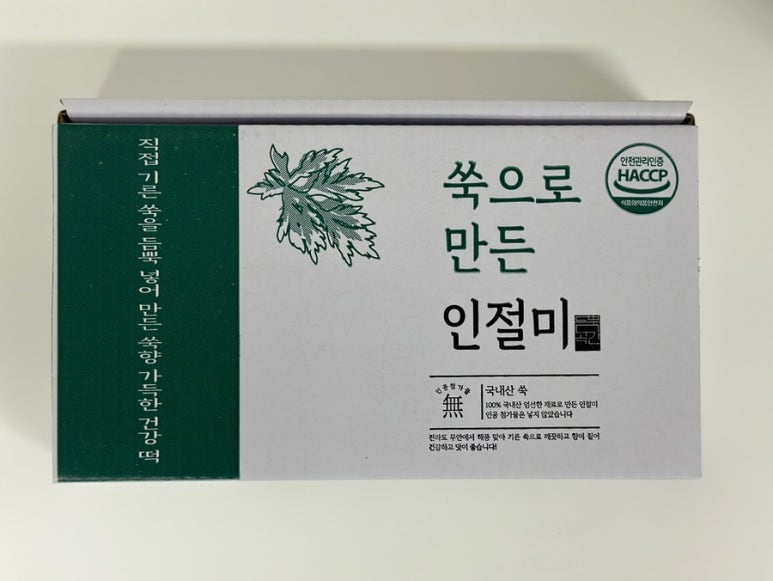 직접 기른 쑥을 듬뿍 넣어 만든 쑥향 가득한 건강 떡
쑥으로
만든
인절미
안전관리인증
HACCP
식품의약품안전처
인공첨가물
無
국내산 쑥
100% 국내산 엄선한 재료로 만든 인절미
인공 첨가물은 넣지 않았습니다
전라도 무안에서 해풍 맞아 기른 쑥으로 깨끗하고 향이 짙어
건강하고 맛이 좋습니다!